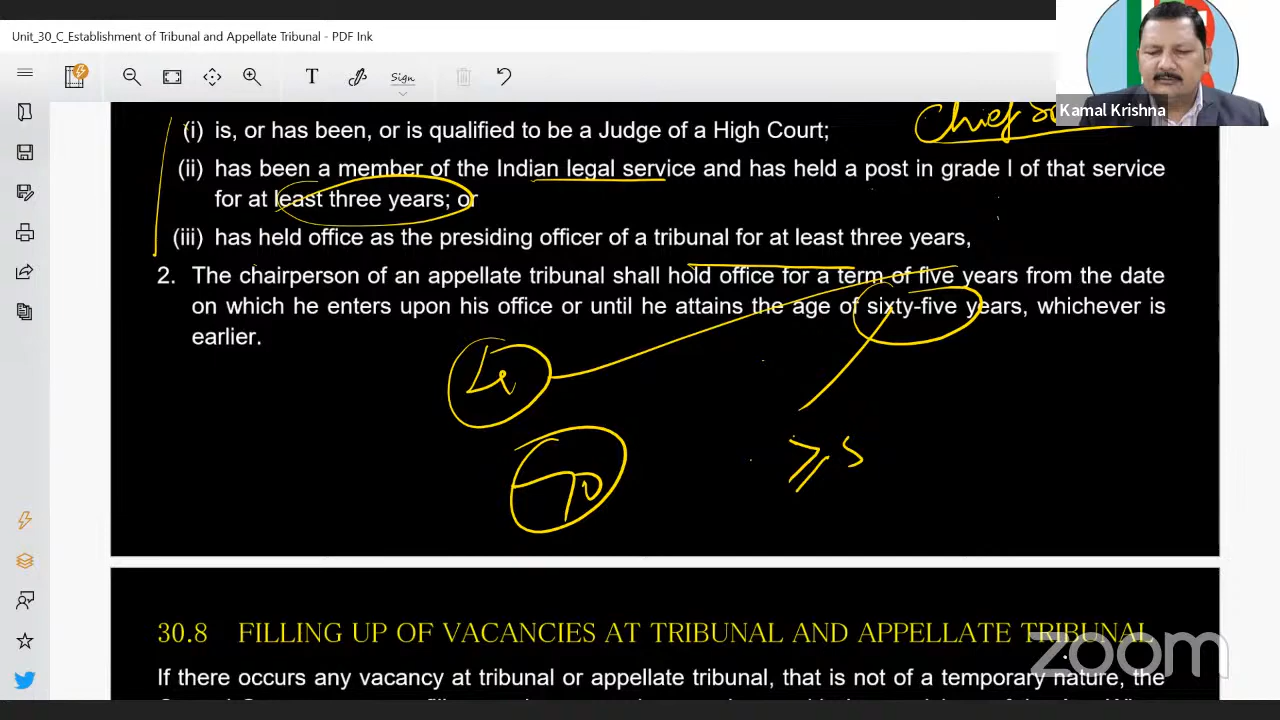 Unit_30_C_Establishment of Tribunal and Appellate Tribunal - PDF Ink
T
Sign
Kamal Krishna
Chief
(i) is, or has been, or is qualified to be a Judge of a High Court;
(ii) has been a member of the Indian legal service and has held a post in grade I of that service
for at least three years; or
(iii) has held office as the presiding officer of a tribunal for at least three years,
2. The chairperson of an appellate tribunal shall hold office for a term of five years from the date
on which he enters upon his office or until he attains the age of sixty-five years, whichever is
earlier.
70
30.8 FILLING UP OF VACANCIES AT TRIBUNAL AND APPELLATE TRIBUNAL
zoom
If there occurs any vacancy at tribunal or appellate tribunal, that is not of a temporary nature, the